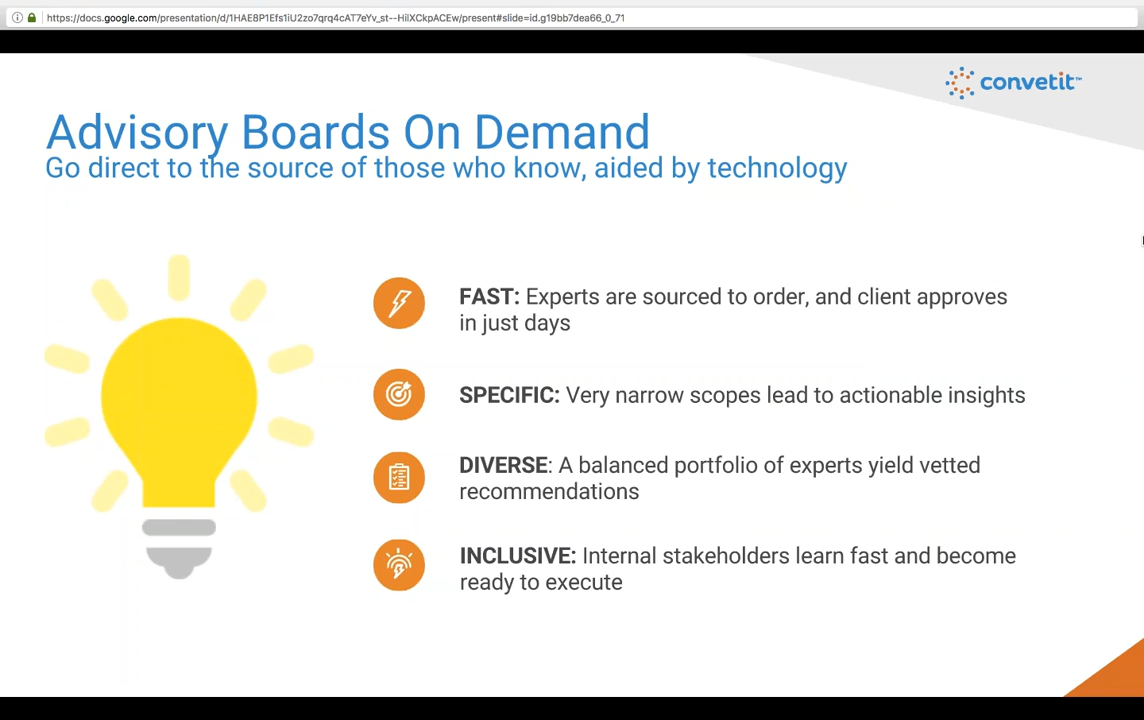 https://docs.google.com/presentation/d/1HAE8P1Efs1iU2zo7qrq4cAT7eYv_st--HilXCkpACEw/present#slide=id.g19bb7dea66_0_71
convetit™
Advisory Boards On Demand
Go direct to the source of those who know, aided by technology
FAST: Experts are sourced to order, and client approves
in just days
SPECIFIC: Very narrow scopes lead to actionable insights
DIVERSE: A balanced portfolio of experts yield vetted
recommendations
INCLUSIVE: Internal stakeholders learn fast and become
ready to execute